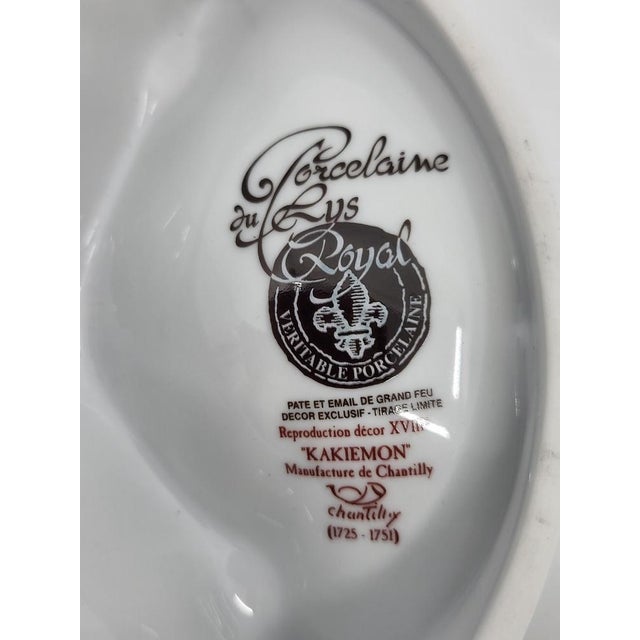 Porcelaine
du Lys
Royal
VERITABLE PORCELAINE
PATE ET EMAIL DE GRAND FEU
DECOR EXCLUSIF - TIRAGE LIMITE
Reproduction décor XVIIIe
"KAKIEMON"
Manufacture de Chantilly
chantilly
(1725 - 1751)